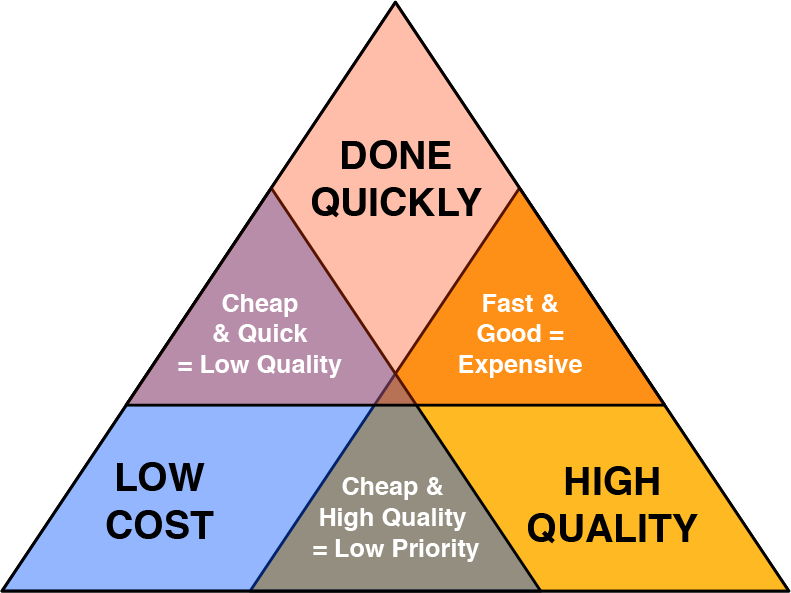 DONE
QUICKLY
Cheap
& Quick
= Low Quality
Fast &
Good =
Expensive
LOW
COST
Cheap &
High Quality
= Low Priority
HIGH
QUALITY